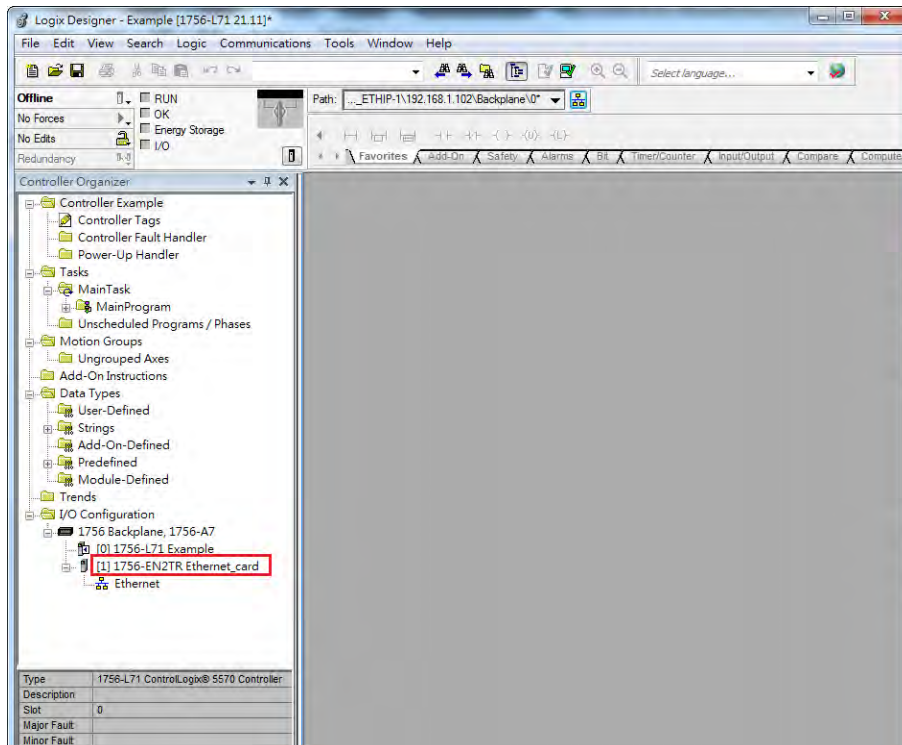 Logix Designer - Example [1756-L71 21.11]*
File Edit View Search Logic Communications Tools Window Help
Select language...
Offline
RUN
No Forces
OK
Energy Storage
No Edits
I/O
Redundancy
Path: ..._ETHIP-1\192.168.1.102\Backplane\0*
Favorites Add-On Safety Alarms Bit Timer/Counter Input/Output Compare Compute
Controller Organizer
Controller Example
Controller Tags
Controller Fault Handler
Power-Up Handler
Tasks
MainTask
MainProgram
Unscheduled Programs / Phases
Motion Groups
Ungrouped Axes
Add-On Instructions
Data Types
User-Defined
Strings
Add-On-Defined
Predefined
Module-Defined
Trends
I/O Configuration
1756 Backplane, 1756-A7
[0] 1756-L71 Example
[1] 1756-EN2TR Ethernet_card
Ethernet
Type 1756-L71 ControlLogix® 5570 Controller
Description
Slot 0
Major Fault
Minor Fault